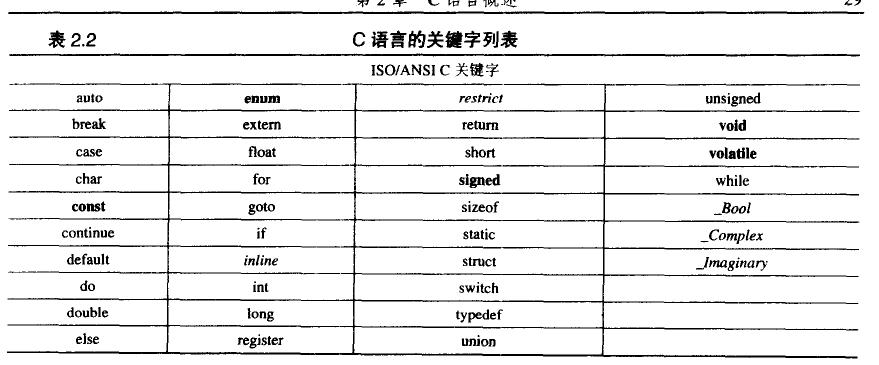 第 2 章 C 语言概述 29
表 2.2 C 语言的关键字列表
ISO/ANSI C 关键字
auto enum restrict unsigned
break extern return void
case float short volatile
char for signed while
const goto sizeof _Bool
continue if static _Complex
default inline struct _Imaginary
do int switch
double long typedef
else register union